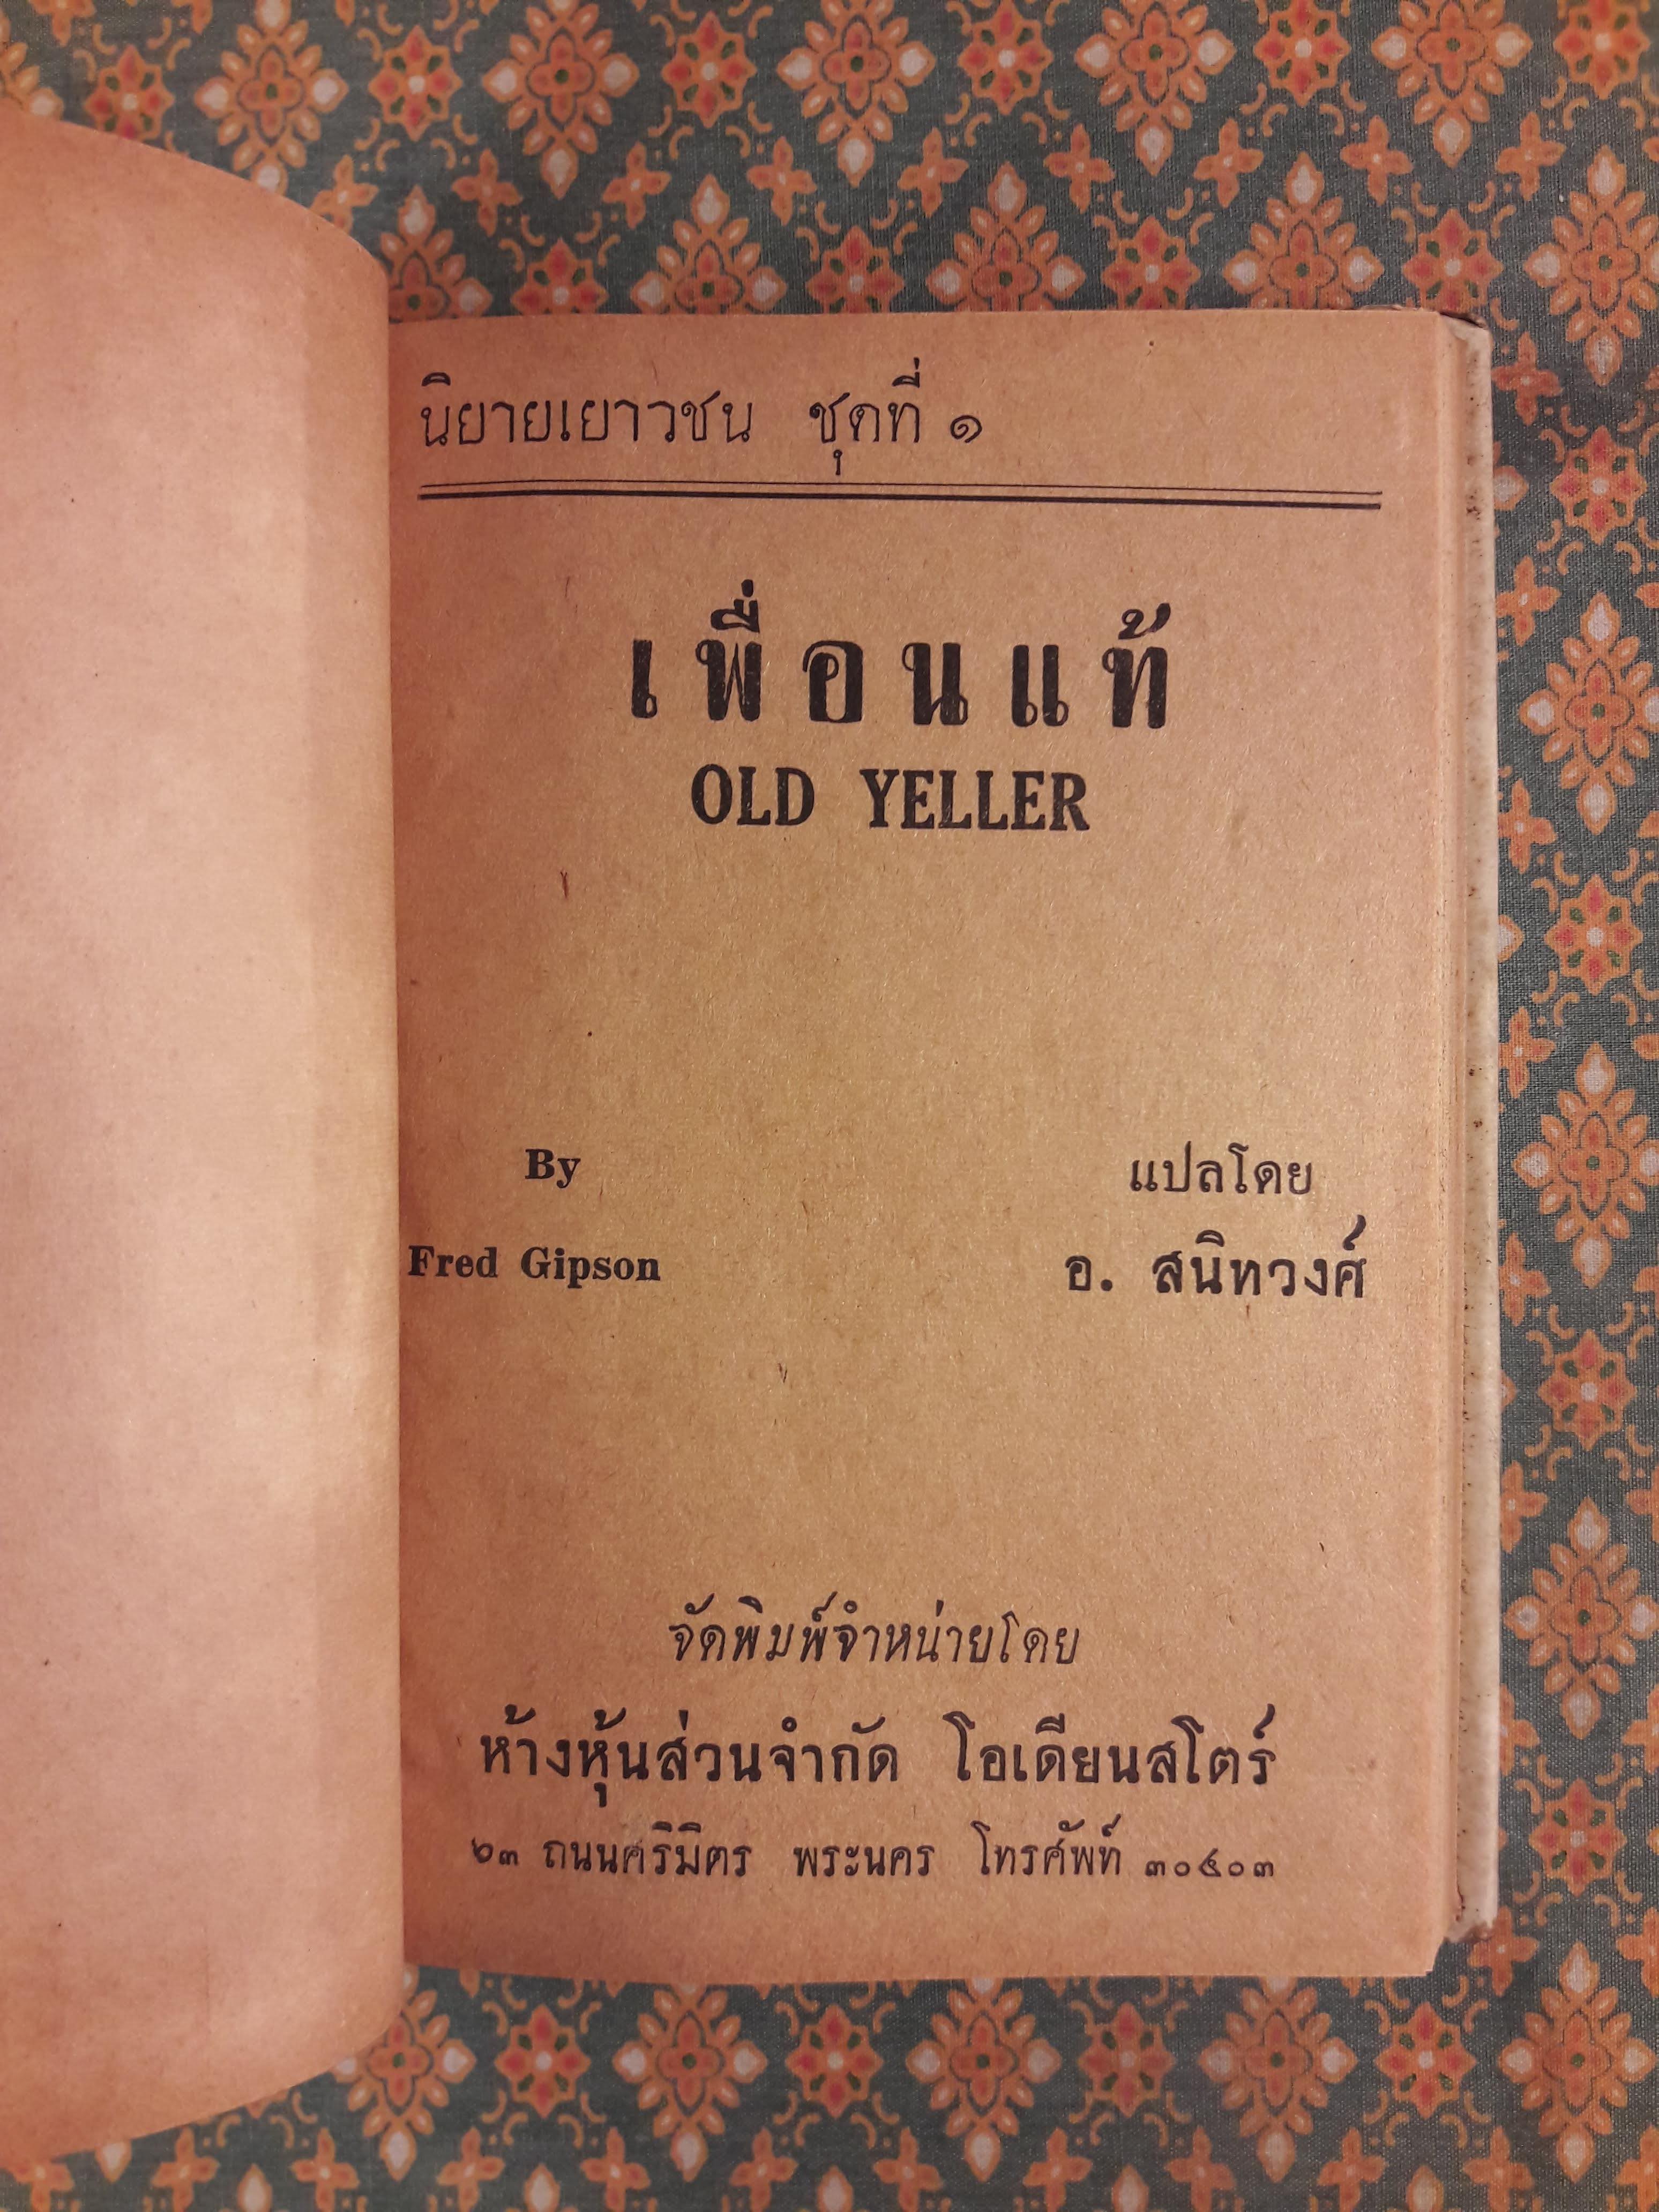 นิยายเยาวชน ชุดที่ ๑
เพื่อนแท้
OLD YELLER
By
Fred Gipson
แปลโดย
อ. สนิทวงศ์
จัดพิมพ์จำหน่ายโดย
ห้างหุ้นส่วนจำกัด โอเดียนสโตร์
๖๓ ถนนศริมิตร พระนคร โทรศัพท์ ๓๐๕๐๓